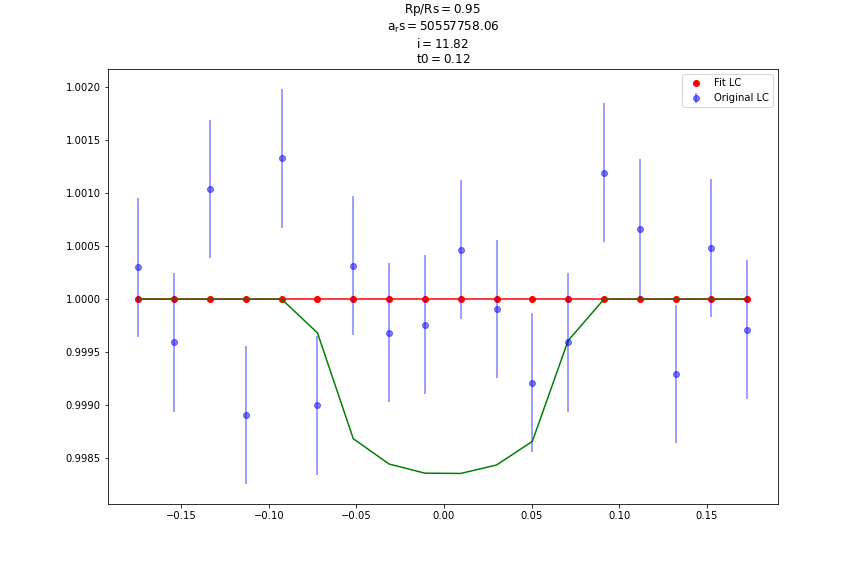 Rp/Rs = 0.95
aᵣs = 50557758.06
i = 11.82
t0 = 0.12
Fit LC
Original LC
1.0020
1.0015
1.0010
1.0005
1.0000
0.9995
0.9990
0.9985
−0.15 −0.10 −0.05 0.00 0.05 0.10 0.15